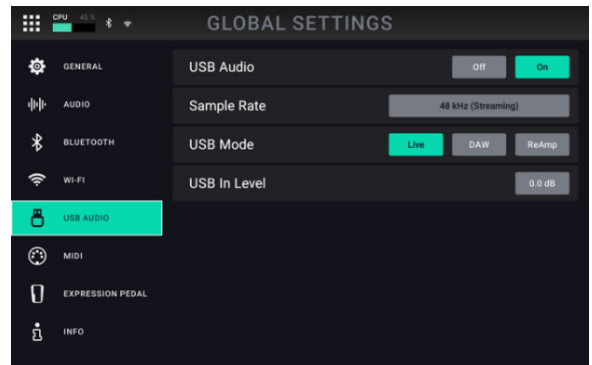 CPU 45 % GLOBAL SETTINGS
GENERAL
AUDIO
BLUETOOTH
WI-FI
USB AUDIO
MIDI
EXPRESSION PEDAL
INFO
USB Audio Off On
Sample Rate 48 kHz (Streaming)
USB Mode Live DAW ReAmp
USB In Level 0.0 dB